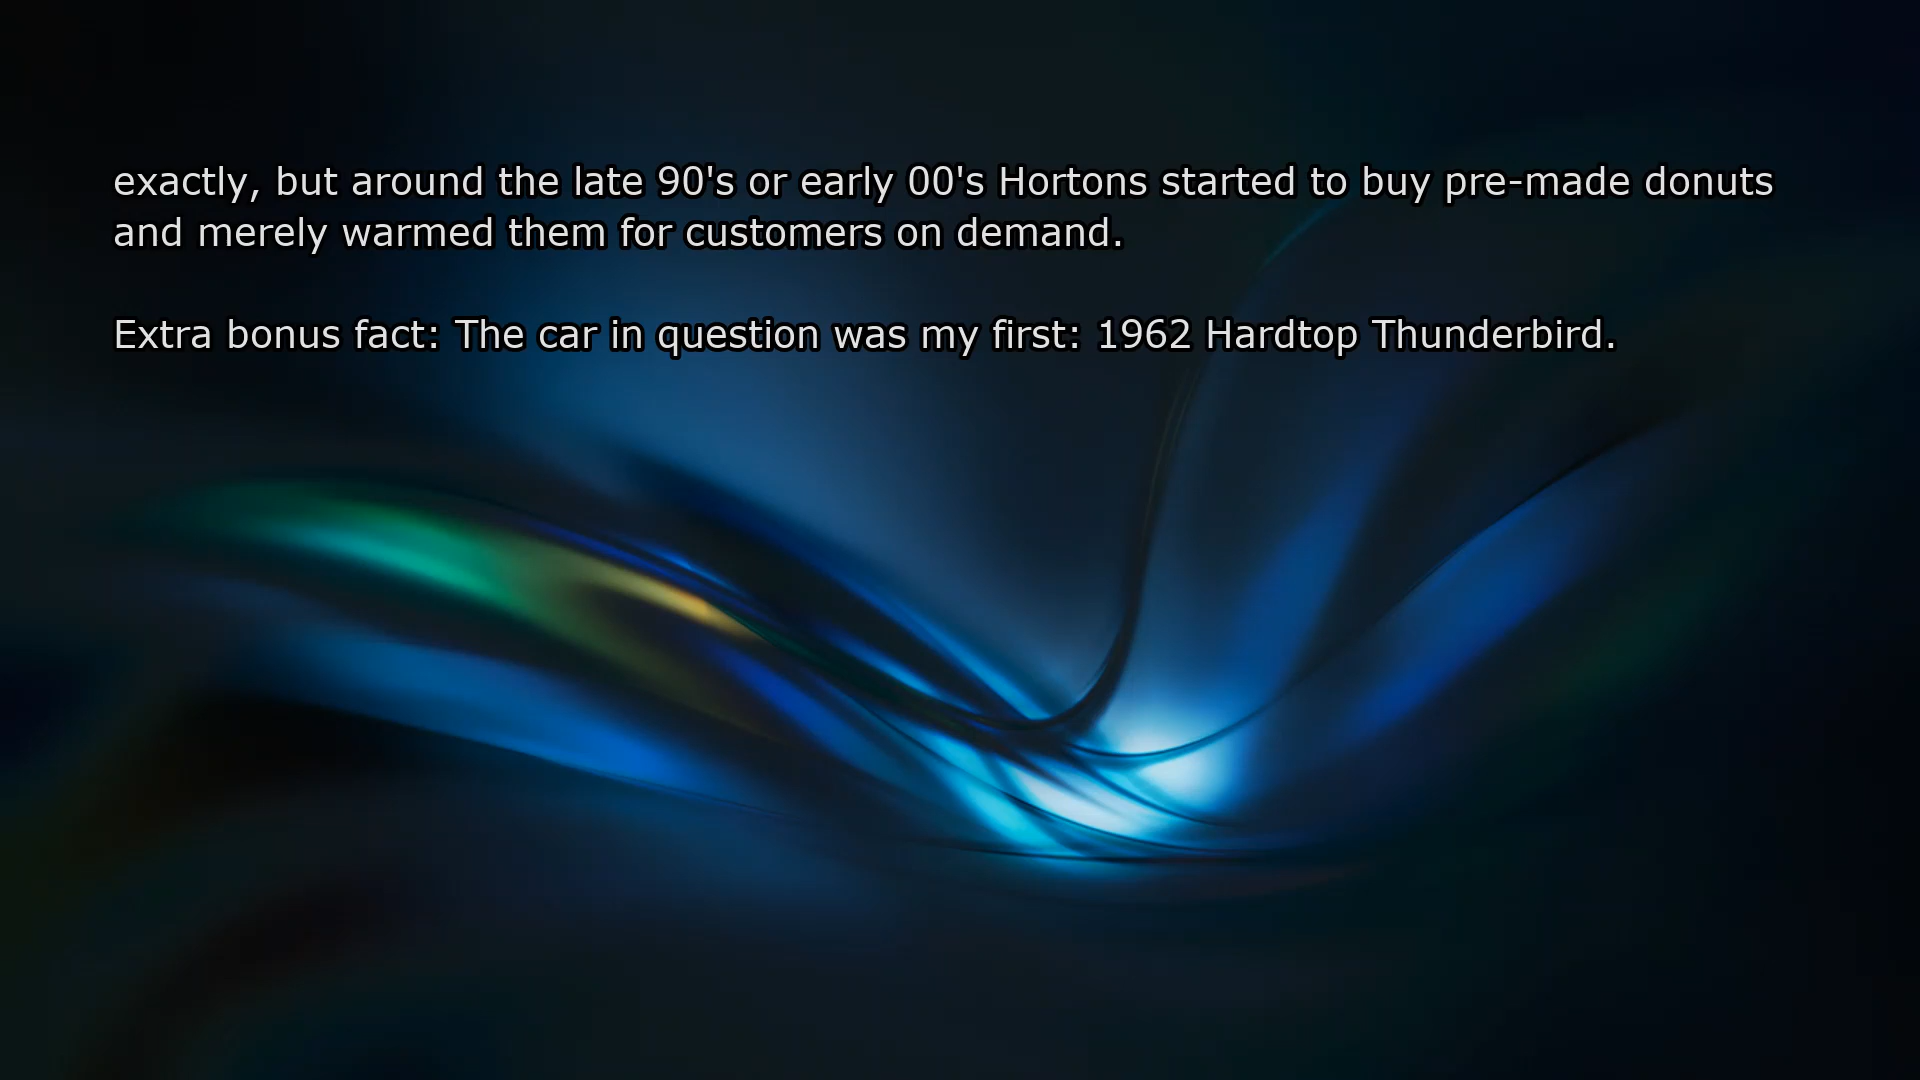 exactly, but around the late 90's or early 00's Hortons started to buy pre-made donuts
and merely warmed them for customers on demand.
Extra bonus fact: The car in question was my first: 1962 Hardtop Thunderbird.